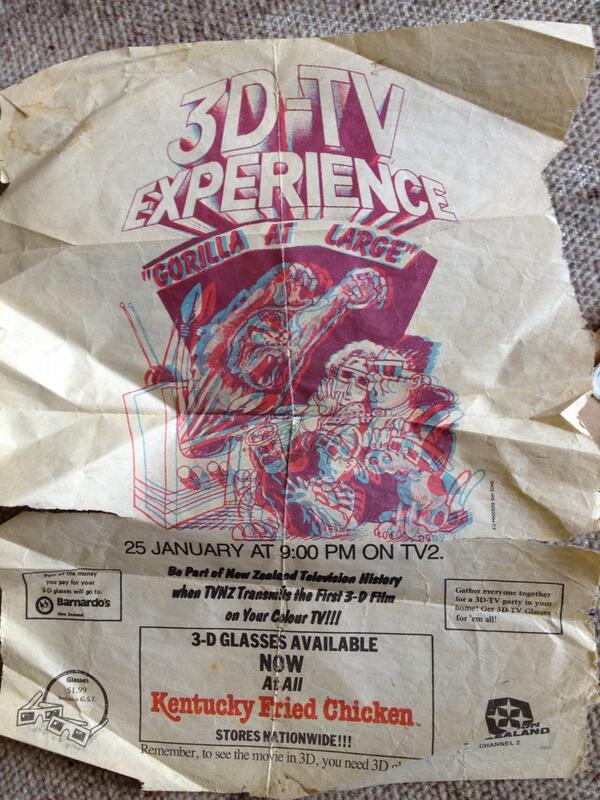 3D-TV
EXPERIENCE
"GORILLA AT LARGE"
25 JANUARY AT 9:00 PM ON TV2.
Be Part of New Zealand Television History
when TVNZ Transmits the First 3-D Film
on Your Colour TV!!!
Part of the money
you pay for your
3-D glasses will go to:
Barnardo's
New Zealand
Gather everyone together
for a 3D-TV party in your
home! Get 3D TV Glasses
for 'em all!
3-D GLASSES AVAILABLE
NOW
At All
Kentucky Fried Chicken
STORES NATIONWIDE!!!
Glasses
$1.99
includes G.S.T.
CHANNEL 2
Remember, to see the movie in 3D, you need 3D